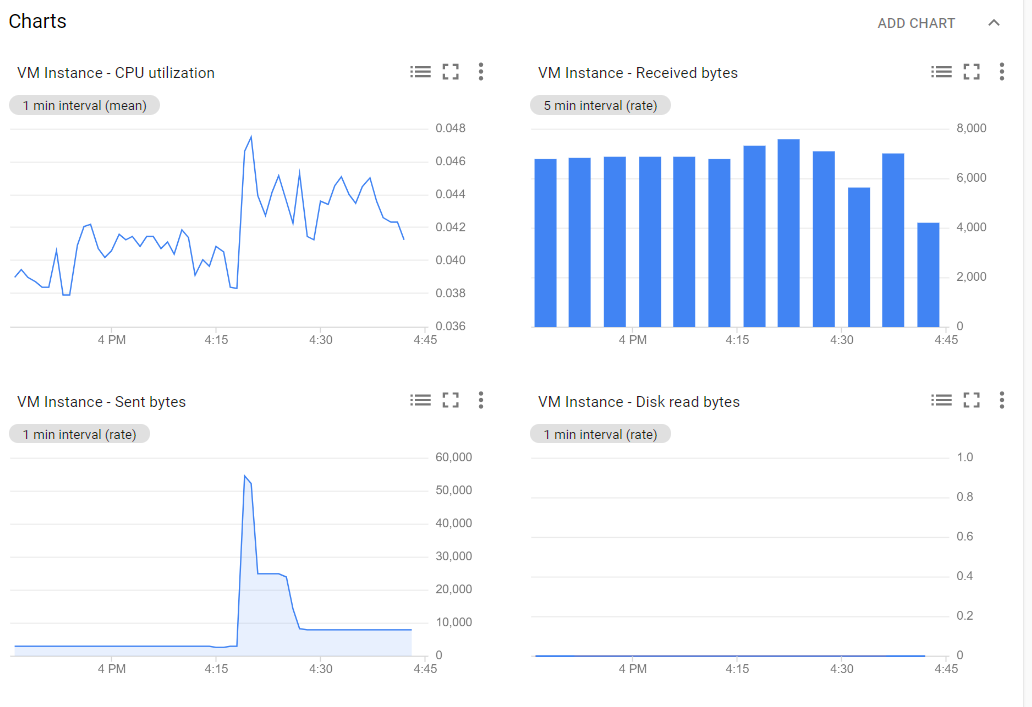 Charts
ADD CHART
VM Instance - CPU utilization
1 min interval (mean)
0.048
0.046
0.044
0.042
0.040
0.038
0.036
4 PM 4:15 4:30 4:45
VM Instance - Received bytes
5 min interval (rate)
8,000
6,000
4,000
2,000
0
4 PM 4:15 4:30 4:45
VM Instance - Sent bytes
1 min interval (rate)
60,000
50,000
40,000
30,000
20,000
10,000
0
4 PM 4:15 4:30 4:45
VM Instance - Disk read bytes
1 min interval (rate)
1.0
0.8
0.6
0.4
0.2
0
4 PM 4:15 4:30 4:45